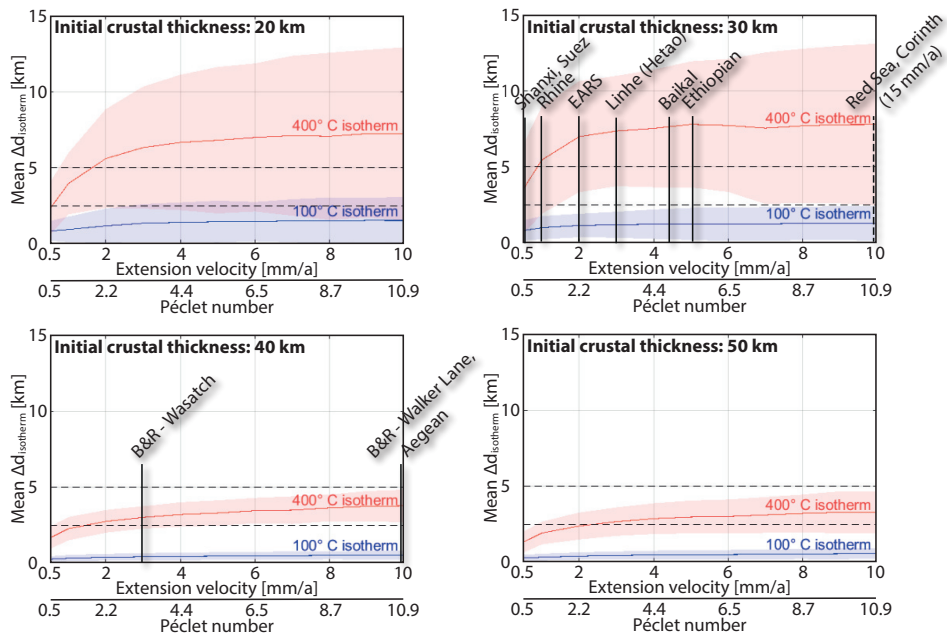 Initial crustal thickness: 20 km
Mean Δd isotherm [km]
15
10
5
0
400° C isotherm
100° C isotherm
0.5 2 4 6 8 10
Extension velocity [mm/a]
0.5 2.2 4.4 6.5 8.7 10.9
Péclet number
Initial crustal thickness: 30 km
Mean Δd isotherm [km]
15
10
5
0
Shanxi, Suez
Rhine
EARS
Linhe (Hetao)
Baikal
Ethiopian
Red Sea, Corinth
(15 mm/a)
400° C isotherm
100° C isotherm
0.5 2 4 6 8 10
Extension velocity [mm/a]
0.5 2.2 4.4 6.5 8.7 10.9
Péclet number
Initial crustal thickness: 40 km
Mean Δd isotherm [km]
15
10
5
0
B&R - Wasatch
B&R - Walker Lane,
Aegean
400° C isotherm
100° C isotherm
0.5 2 4 6 8 10
Extension velocity [mm/a]
0.5 2.2 4.4 6.5 8.7 10.9
Péclet number
Initial crustal thickness: 50 km
Mean Δd isotherm [km]
15
10
5
0
400° C isotherm
100° C isotherm
0.5 2 4 6 8 10
Extension velocity [mm/a]
0.5 2.2 4.4 6.5 8.7 10.9
Péclet number